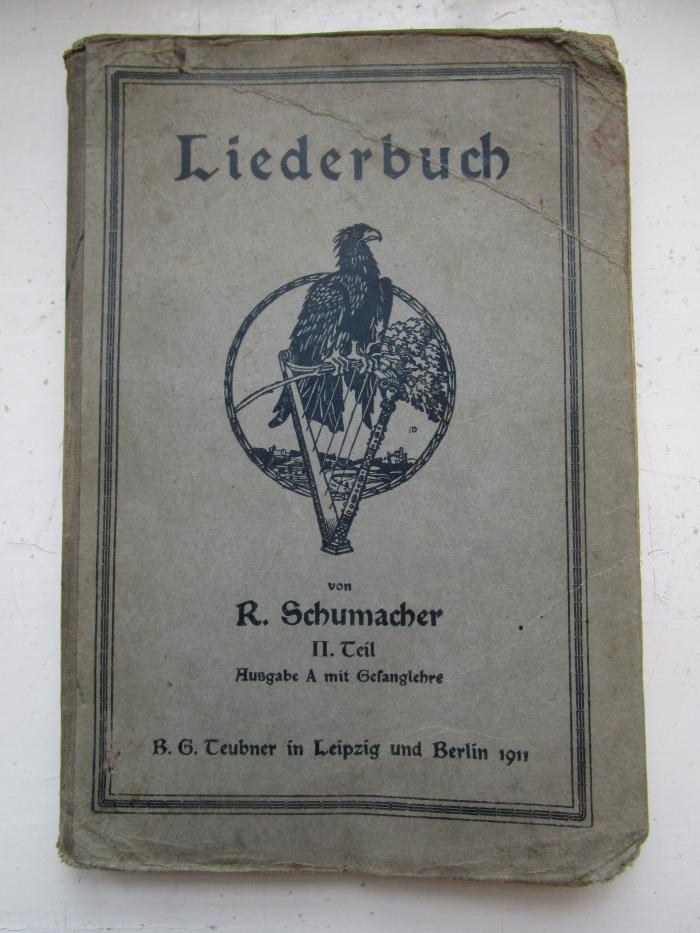 Liederbuch
von
R. Schumacher
II. Teil
Ausgabe A mit Geſanglehre
B. G. Teubner in Leipzig und Berlin 1911